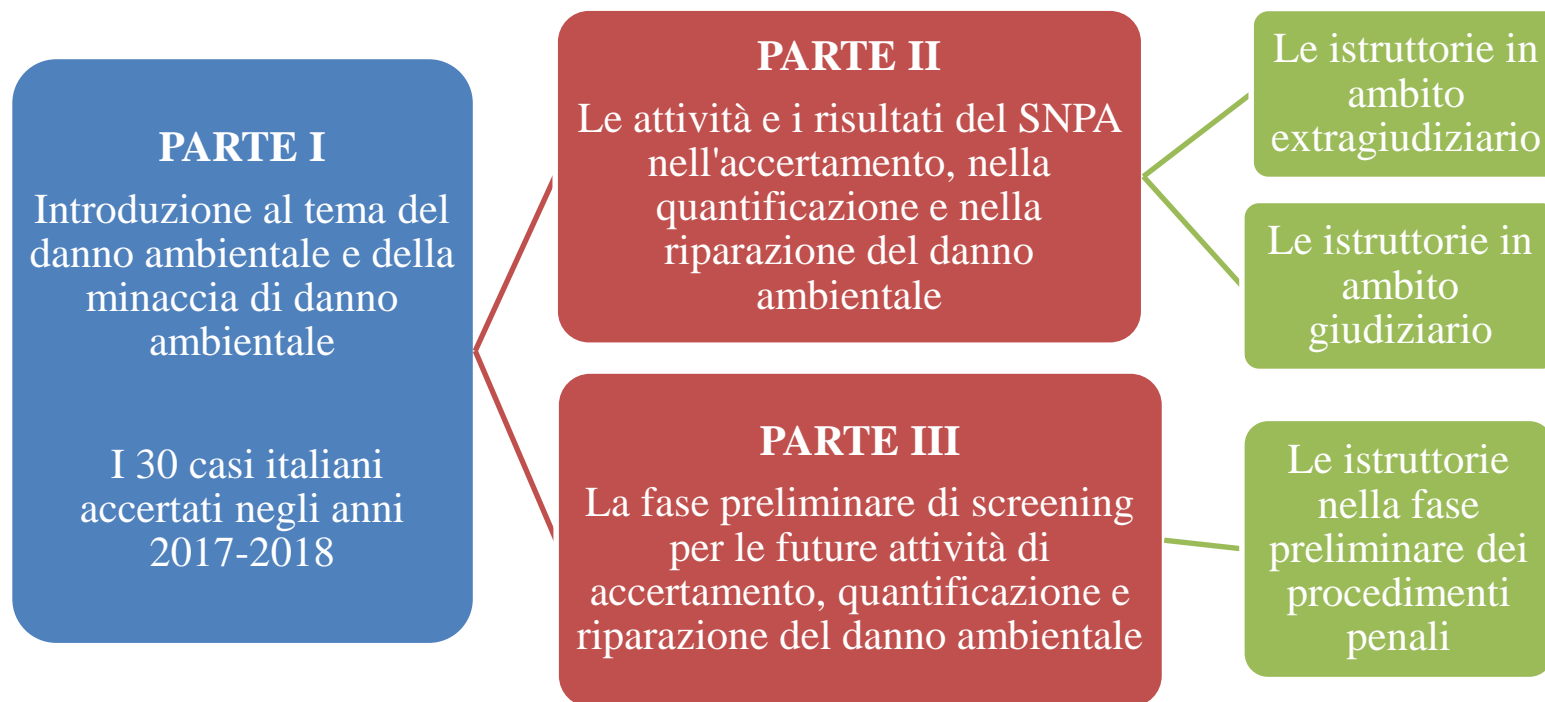 PARTE I
Introduzione al tema del
danno ambientale e della
minaccia di danno
ambientale
I 30 casi italiani
accertati negli anni
2017-2018
PARTE II
Le attività e i risultati del SNPA
nell'accertamento, nella
quantificazione e nella
riparazione del danno
ambientale
Le istruttorie in
ambito
extragiudiziario
Le istruttorie in
ambito
giudiziario
PARTE III
La fase preliminare di screening
per le future attività di
accertamento, quantificazione e
riparazione del danno ambientale
Le istruttorie
nella fase
preliminare dei
procedimenti
penali